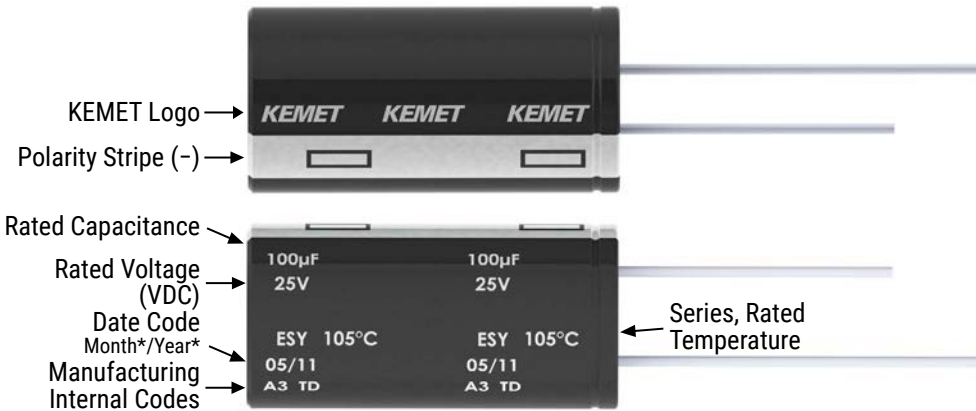 KEMET Logo
KEMET KEMET KEMET
Polarity Stripe (−)
Rated Capacitance
100µF 100µF
Rated Voltage
(VDC)
25V 25V
Date Code
Month*/Year*
ESY 105°C ESY 105°C
05/11 05/11
Manufacturing
Internal Codes
A3 TD A3 TD
Series, Rated
Temperature